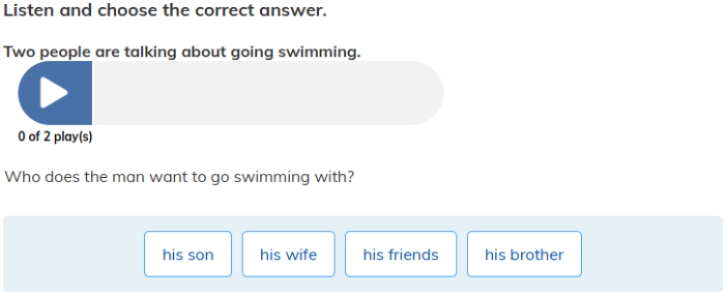 Listen and choose the correct answer.
Two people are talking about going swimming.
0 of 2 play(s)
Who does the man want to go swimming with?
his son his wife his friends his brother